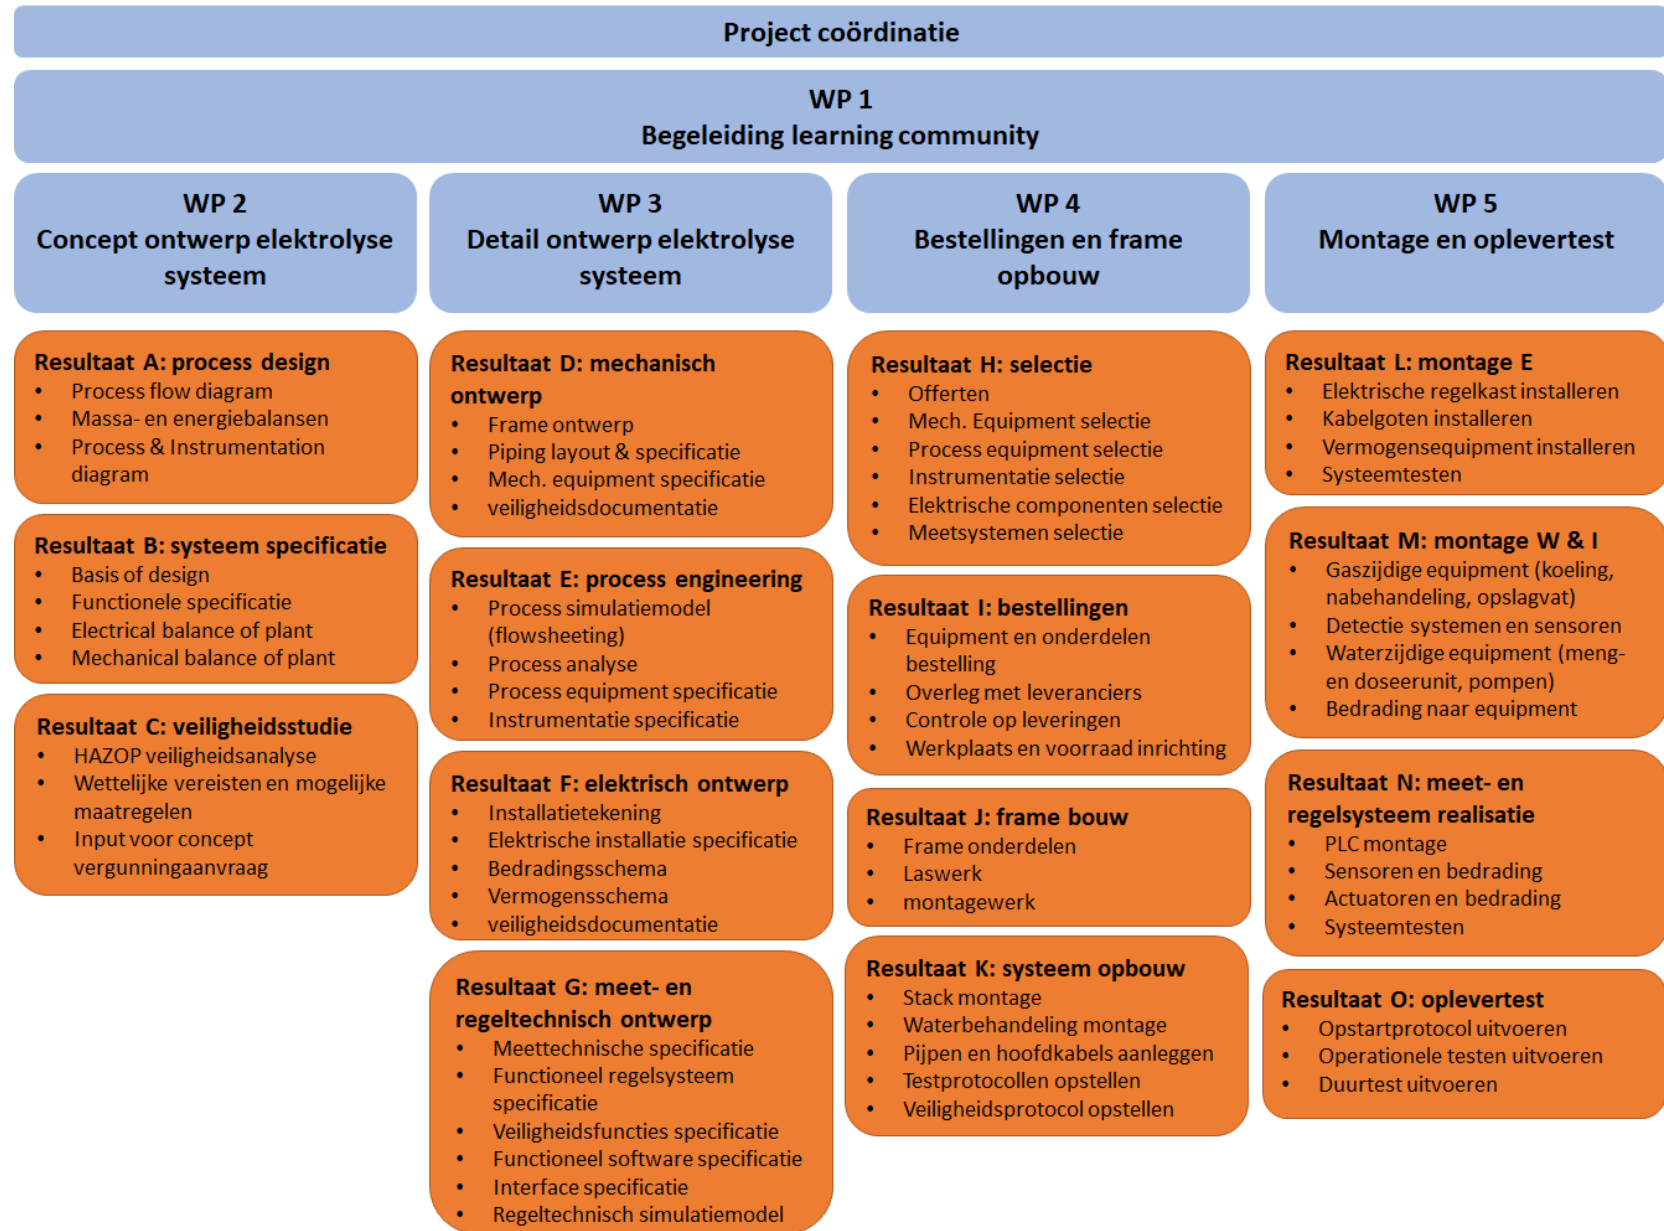 Project coördinatie
WP 1
Begeleiding learning community
WP 2
Concept ontwerp elektrolyse
systeem
Resultaat A: process design
• Process flow diagram
• Massa- en energiebalansen
• Process & Instrumentation
diagram
Resultaat B: systeem specificatie
• Basis of design
• Functionele specificatie
• Electrical balance of plant
• Mechanical balance of plant
Resultaat C: veiligheidsstudie
• HAZOP veiligheidsanalyse
• Wettelijke vereisten en mogelijke
maatregelen
• Input voor concept
vergunningaanvraag
WP 3
Detail ontwerp elektrolyse
systeem
Resultaat D: mechanisch
ontwerp
• Frame ontwerp
• Piping layout & specificatie
• Mech. equipment specificatie
• veiligheidsdocumentatie
Resultaat E: process engineering
• Process simulatiemodel
(flowsheeting)
• Process analyse
• Process equipment specificatie
• Instrumentatie specificatie
Resultaat F: elektrisch ontwerp
• Installatietekening
• Elektrische installatie specificatie
• Bedradingsschema
• Vermogensschema
• veiligheidsdocumentatie
Resultaat G: meet- en
regeltechnisch ontwerp
• Meettechnische specificatie
• Functioneel regelsysteem
specificatie
• Veiligheidsfuncties specificatie
• Functioneel software specificatie
• Interface specificatie
• Regeltechnisch simulatiemodel
WP 4
Bestellingen en frame
opbouw
Resultaat H: selectie
• Offerten
• Mech. Equipment selectie
• Process equipment selectie
• Instrumentatie selectie
• Elektrische componenten selectie
• Meetsystemen selectie
Resultaat I: bestellingen
• Equipment en onderdelen
bestelling
• Overleg met leveranciers
• Controle op leveringen
• Werkplaats en voorraad inrichting
Resultaat J: frame bouw
• Frame onderdelen
• Laswerk
• montagewerk
Resultaat K: systeem opbouw
• Stack montage
• Waterbehandeling montage
• Pijpen en hoofdkabels aanleggen
• Testprotocollen opstellen
• Veiligheidsprotocol opstellen
WP 5
Montage en oplevertest
Resultaat L: montage E
• Elektrische regelkast installeren
• Kabelgoten installeren
• Vermogensequipment installeren
• Systeemtesten
Resultaat M: montage W & I
• Gaszijdige equipment (koeling,
nabehandeling, opslagvat)
• Detectie systemen en sensoren
• Waterzijdige equipment (meng-
en doseerunit, pompen)
• Bedrading naar equipment
Resultaat N: meet- en
regelsysteem realisatie
• PLC montage
• Sensoren en bedrading
• Actuatoren en bedrading
• Systeemtesten
Resultaat O: oplevertest
• Opstartprotocol uitvoeren
• Operationele testen uitvoeren
• Duurtest uitvoeren